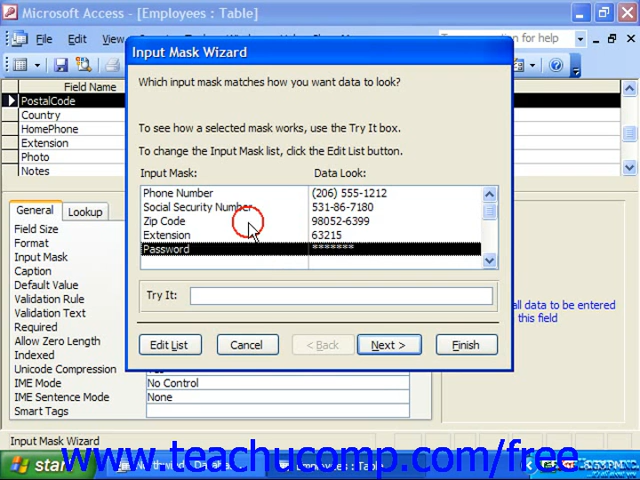 Microsoft Access - [Employees : Table]
File Edit View Help
Input Mask Wizard
Which input mask matches how you want data to look?
To see how a selected mask works, use the Try It box.
To change the Input Mask list, click the Edit List button.
Input Mask: Data Look:
Phone Number (206) 555-1212
Social Security Number 531-86-7180
Zip Code 98052-6399
Extension 63215
Password *******
Try It:
Edit List Cancel < Back Next > Finish
Field Name
PostalCode
Country
HomePhone
Extension
Photo
Notes
General Lookup
Field Size
Format
Input Mask
Caption
Default Value
Validation Rule
Validation Text
Required
Allow Zero Length
Indexed
Unicode Compression
IME Mode No Control
IME Sentence Mode None
Smart Tags
all data to be entered
this field
Input Mask Wizard
start
www.teachucomp.com/free